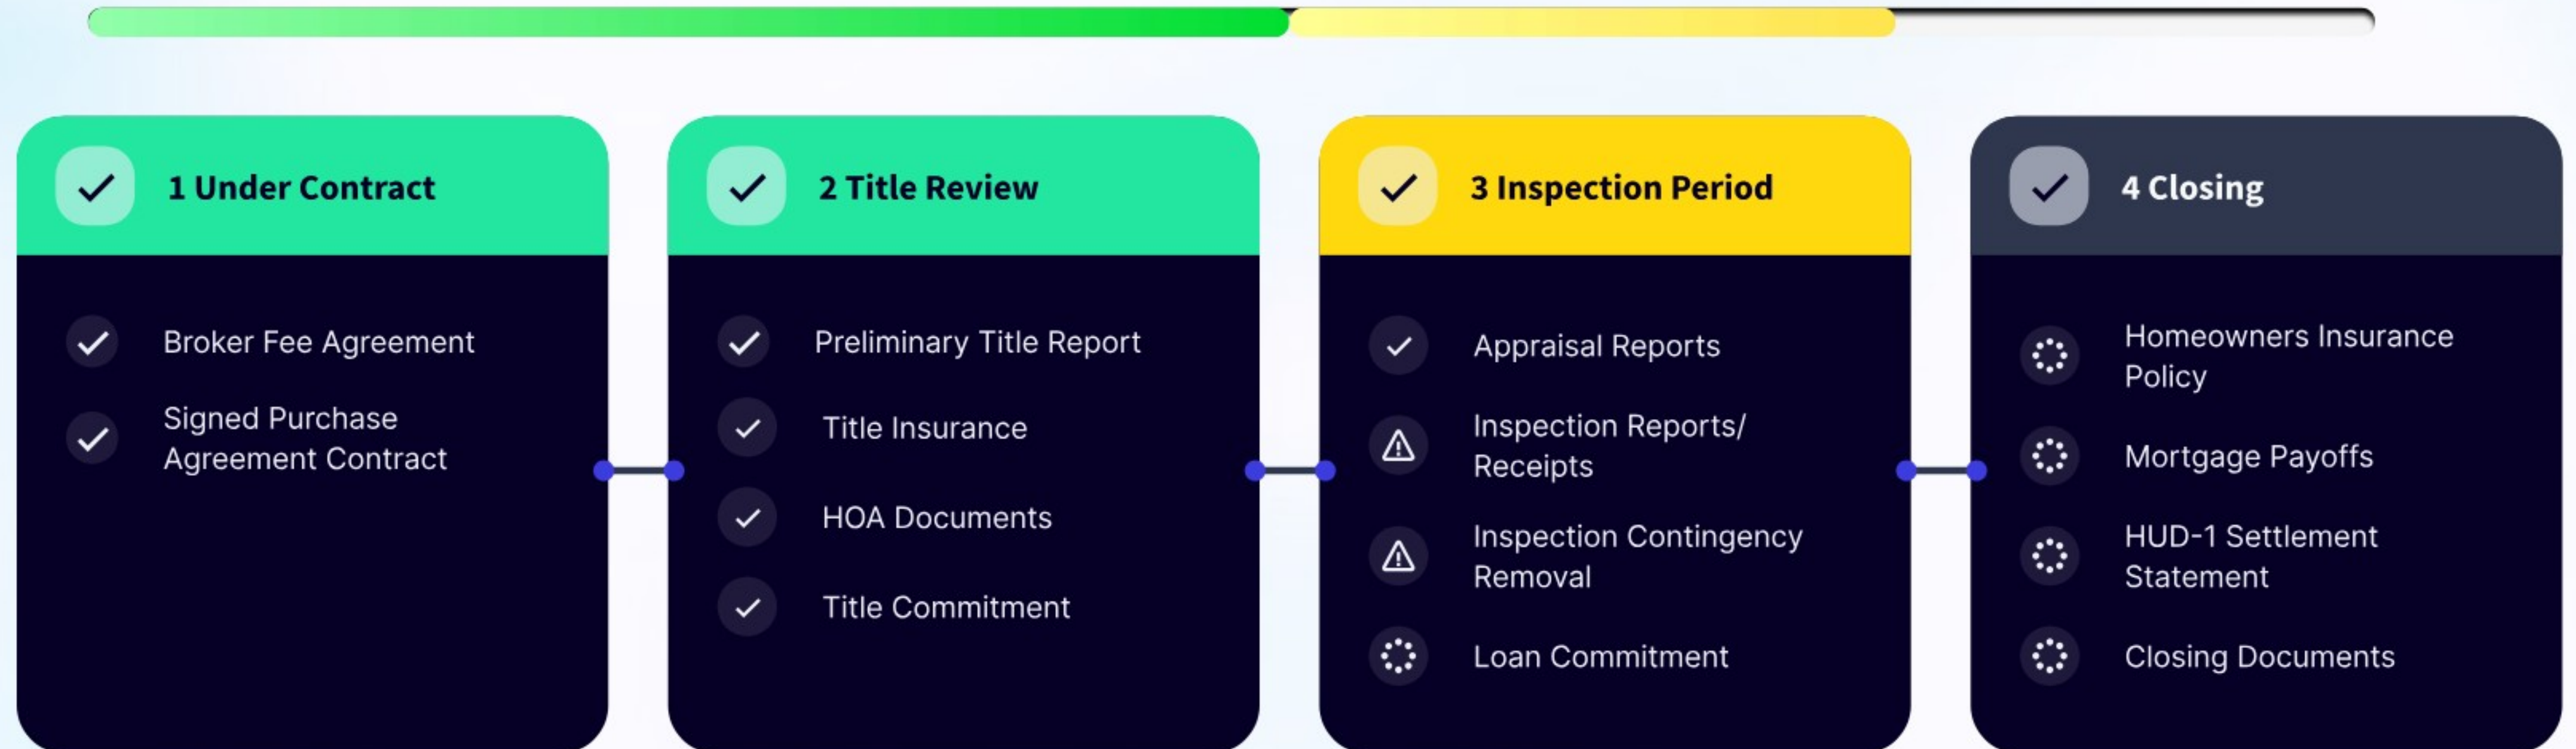 1 Under Contract
Broker Fee Agreement
Signed Purchase
Agreement Contract
2 Title Review
Preliminary Title Report
Title Insurance
HOA Documents
Title Commitment
3 Inspection Period
Appraisal Reports
Inspection Reports/
Receipts
Inspection Contingency
Removal
Loan Commitment
4 Closing
Homeowners Insurance
Policy
Mortgage Payoffs
HUD-1 Settlement
Statement
Closing Documents